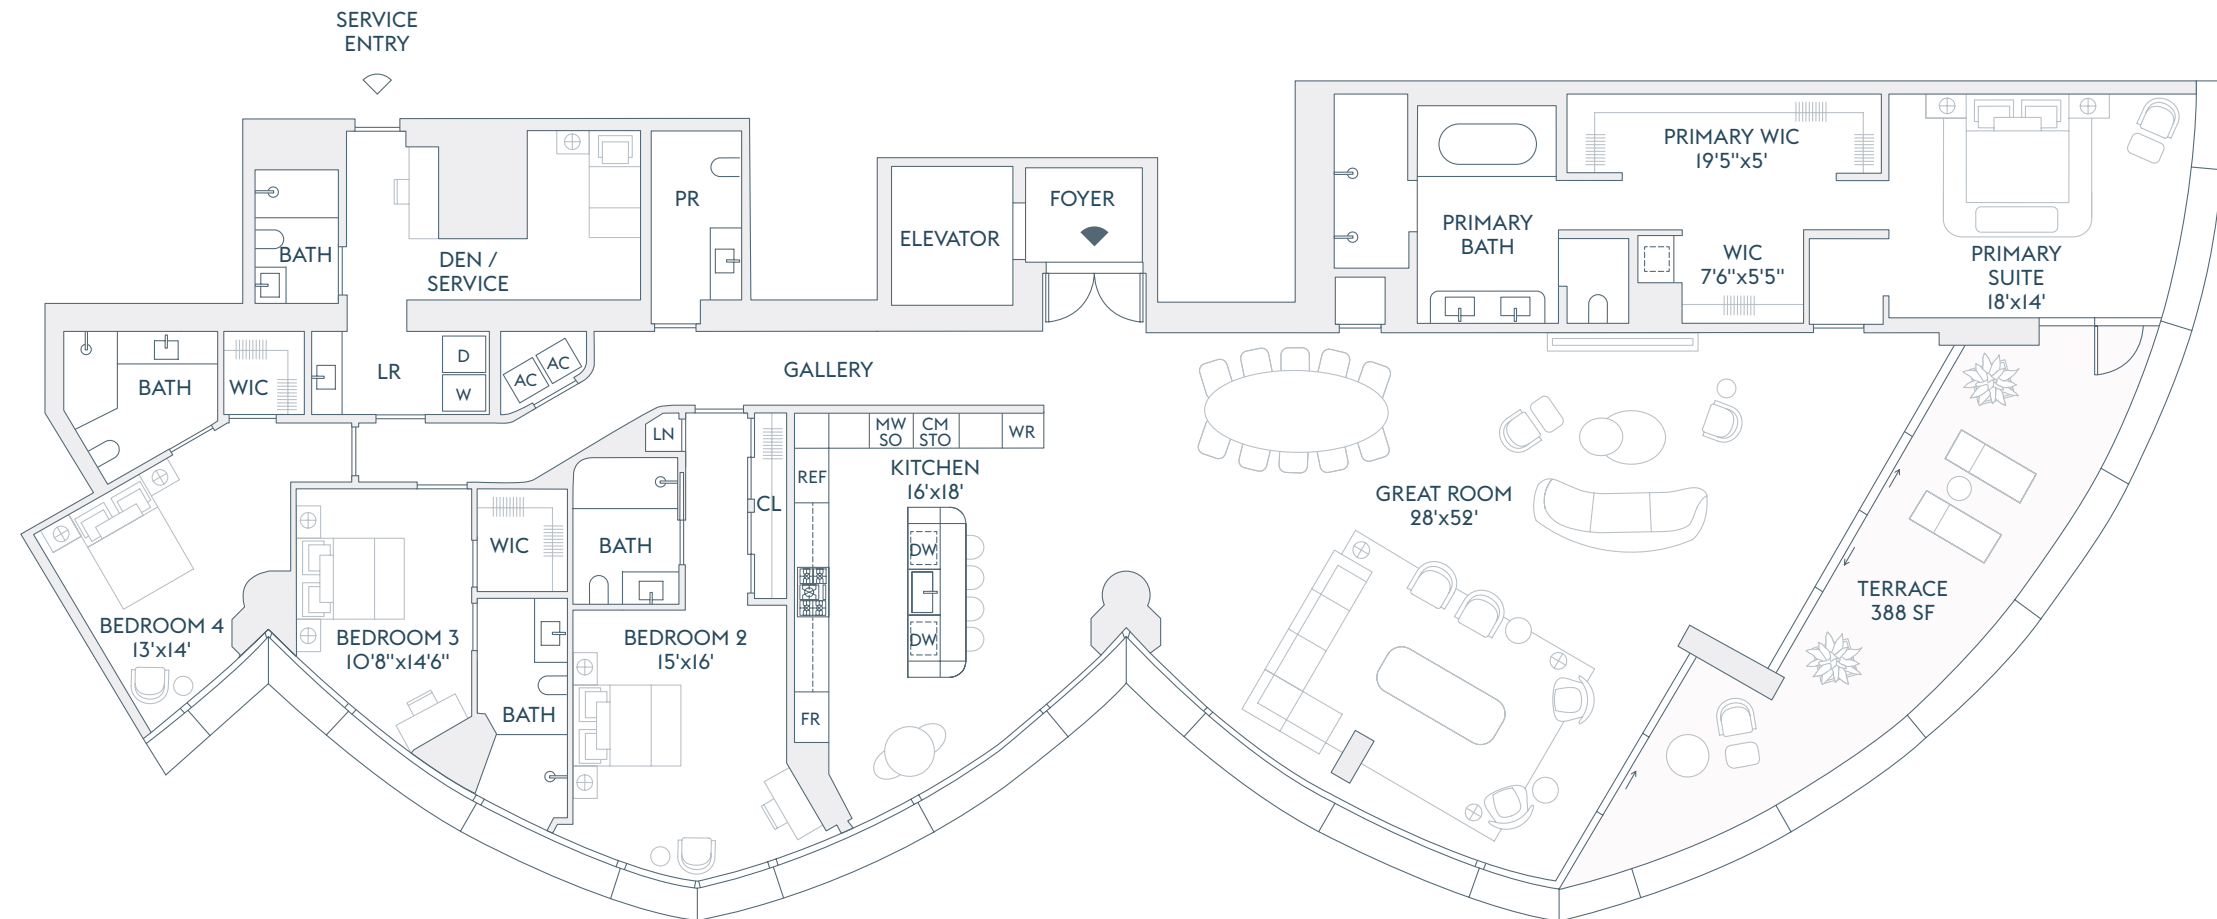 SERVICE
ENTRY
PRIMARY WIC
19'5"x5'
PR
FOYER
ELEVATOR
PRIMARY
BATH
BATH
DEN /
SERVICE
WIC
7'6"x5'5"
PRIMARY
SUITE
18'x14'
BATH
WIC
LR
D
W
AC
AC
GALLERY
LN
MW
SO
CM
STO
WR
KITCHEN
16'x18'
REF
CL
GREAT ROOM
28'x52'
WIC
BATH
DW
DW
TERRACE
388 SF
BEDROOM 4
13'x14'
BEDROOM 3
10'8"x14'6"
BEDROOM 2
15'x16'
BATH
FR